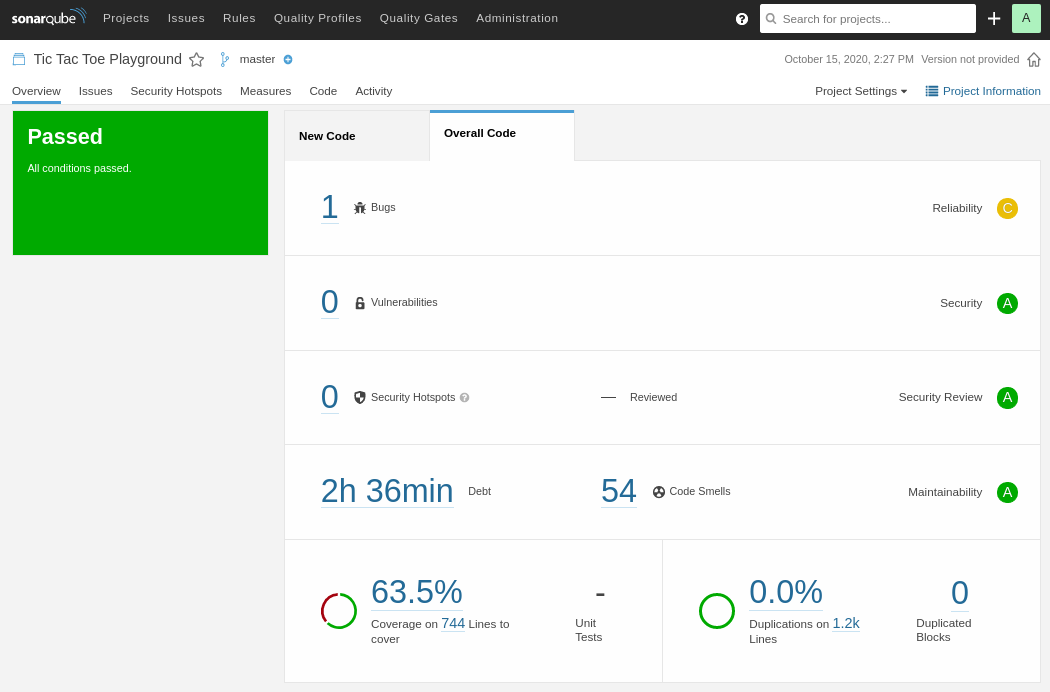 sonarqube Projects Issues Rules Quality Profiles Quality Gates Administration ? Search for projects... A
Tic Tac Toe Playground master October 15, 2020, 2:27 PM Version not provided
Overview Issues Security Hotspots Measures Code Activity Project Settings Project Information
Passed
All conditions passed.
New Code
Overall Code
1 Bugs Reliability C
0 Vulnerabilities Security A
0 Security Hotspots ? — Reviewed Security Review A
2h 36min Debt 54 Code Smells Maintainability A
63.5%
Coverage on 744 Lines to
cover
-
Unit
Tests
0.0%
Duplications on 1.2k
Lines
0
Duplicated
Blocks